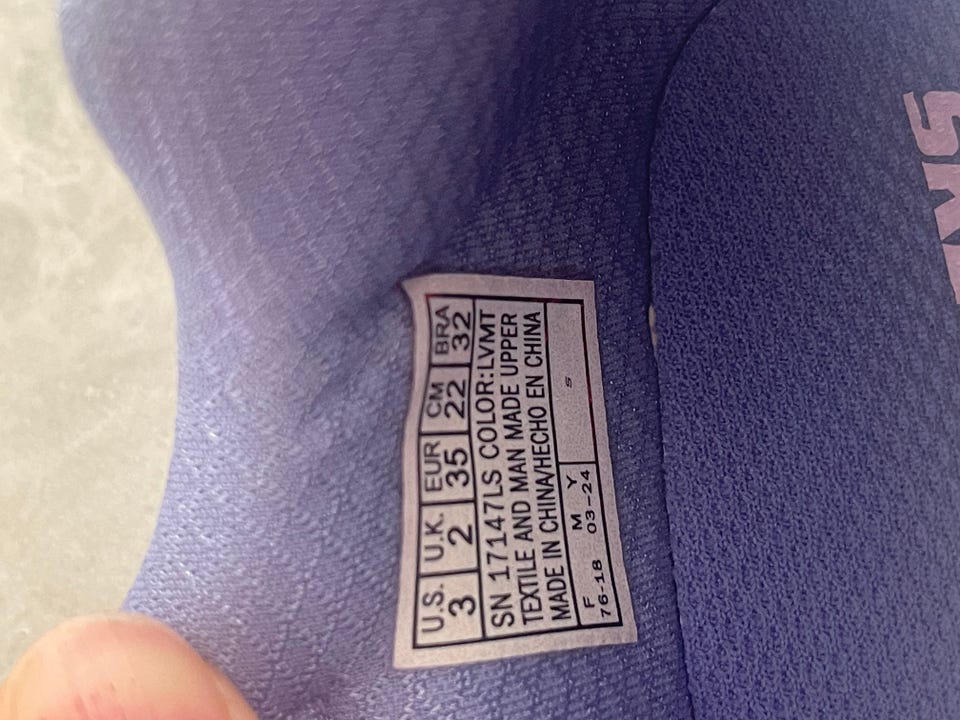 U.S. U.K. EUR CM BRA
3 2 35 22 32
SN 17147LS COLOR:LVMT
TEXTILE AND MAN MADE UPPER
MADE IN CHINA/HECHO EN CHINA
F M Y
76-18 03-24
S